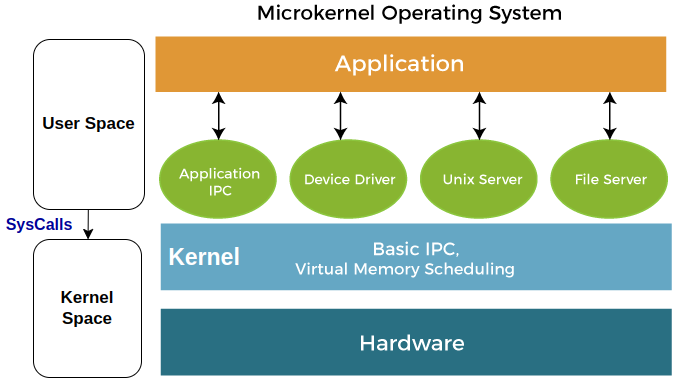 Microkernel Operating System
User Space
Application
Application
IPC
Device Driver
Unix Server
File Server
SysCalls
Kernel
Space
Kernel
Basic IPC,
Virtual Memory Scheduling
Hardware